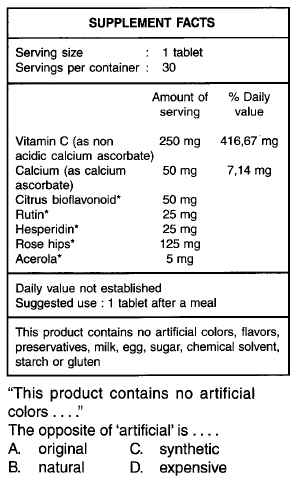 SUPPLEMENT FACTS
Serving size : 1 tablet
Servings per container : 30
Amount of % Daily
serving value
Vitamin C (as non 250 mg 416,67 mg
acidic calcium ascorbate)
Calcium (as calcium 50 mg 7,14 mg
ascorbate)
Citrus bioflavonoid* 50 mg
Rutin* 25 mg
Hesperidin* 25 mg
Rose hips* 125 mg
Acerola* 5 mg
Daily value not established
Suggested use : 1 tablet after a meal
This product contains no artificial colors, flavors,
preservatives, milk, egg, sugar, chemical solvent,
starch or gluten
“This product contains no artificial
colors . . . .”
The opposite of ‘artificial’ is . . . .
A. original C. synthetic
B. natural D. expensive